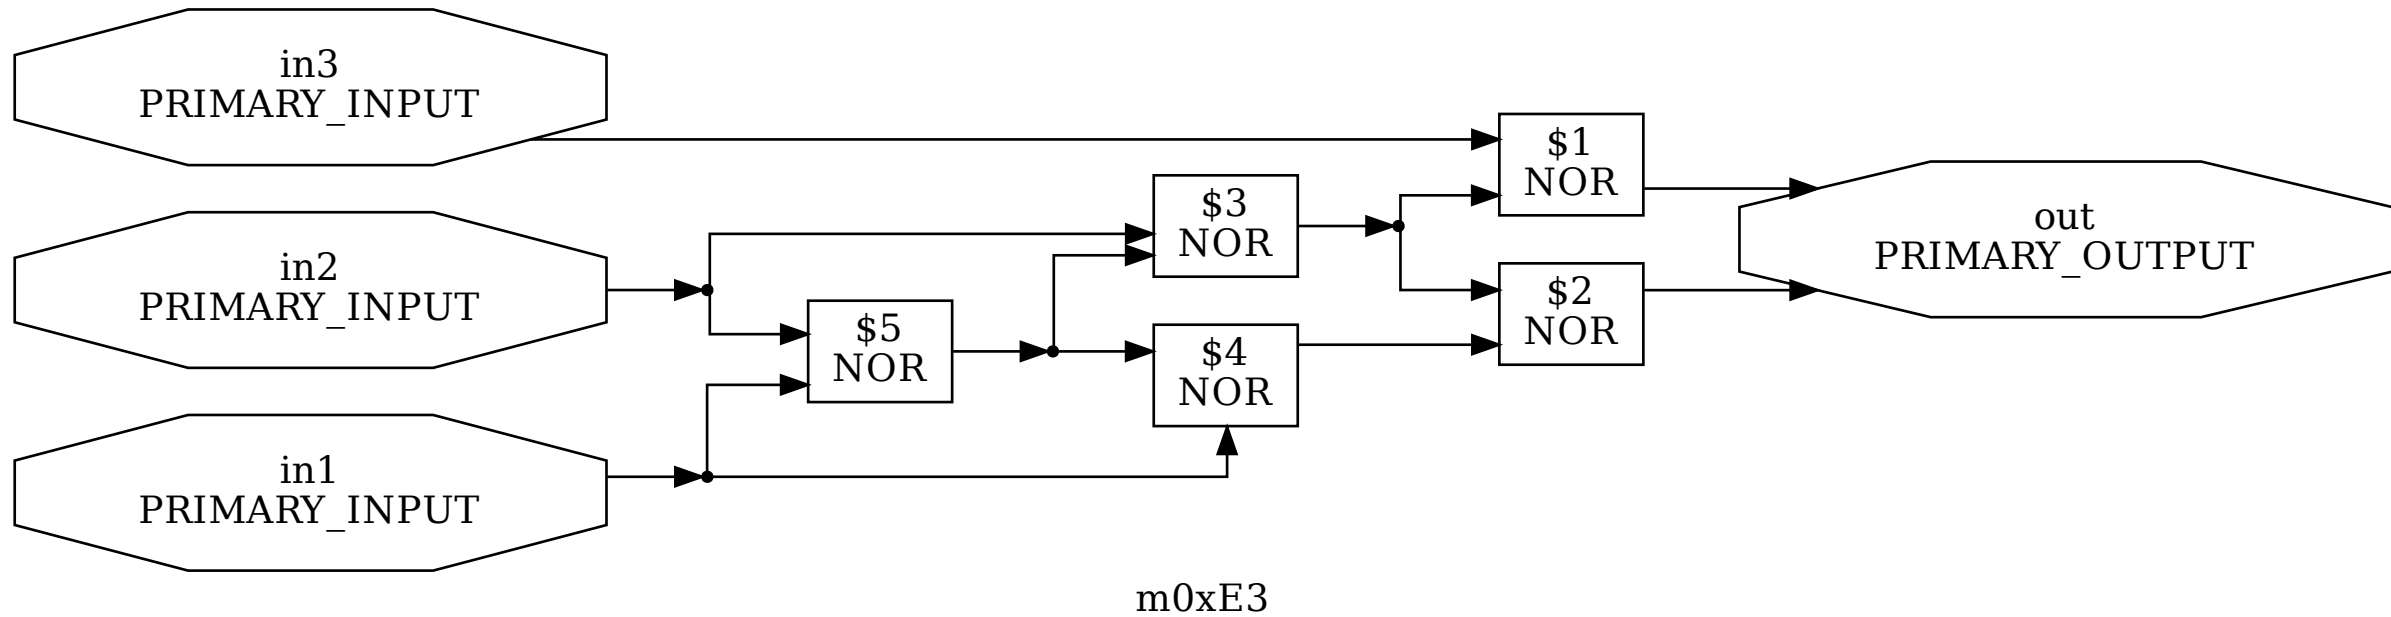 in3
PRIMARY_INPUT
$1
NOR
$3
NOR
out
PRIMARY_OUTPUT
in2
PRIMARY_INPUT
$2
NOR
$5
NOR
$4
NOR
in1
PRIMARY_INPUT
m0xE3